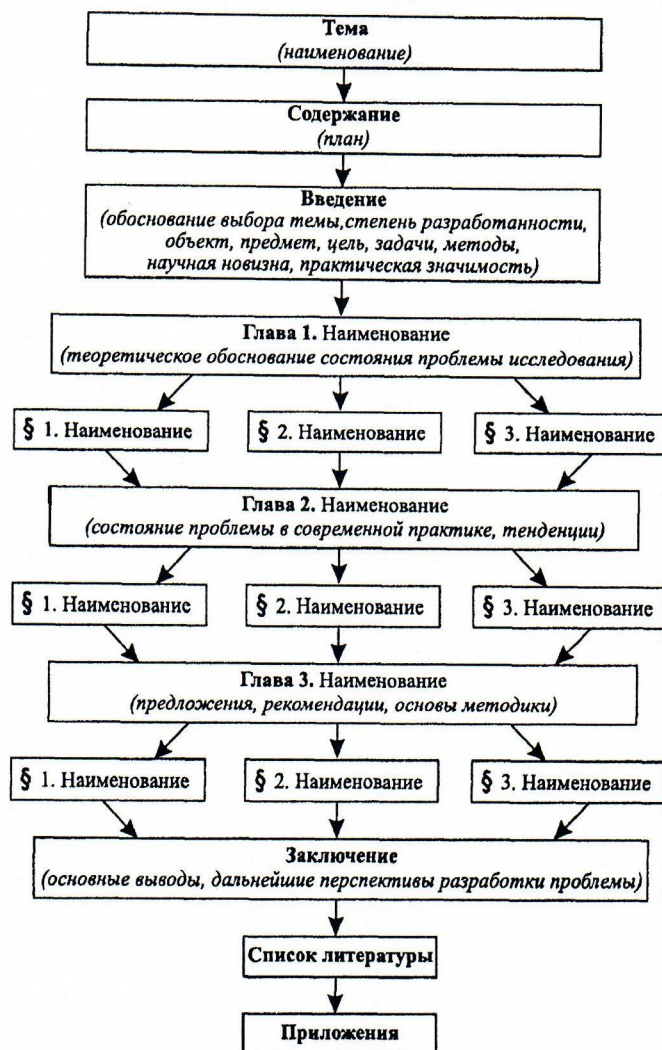 Тема
(наименование)
Содержание
(план)
Введение
(обоснование выбора темы,степень разработанности,
объект, предмет, цель, задачи, методы,
научная новизна, практическая значимость)
Глава 1. Наименование
(теоретическое обоснование состояния проблемы исследования)
§ 1. Наименование
§ 2. Наименование
§ 3. Наименование
Глава 2. Наименование
(состояние проблемы в современной практике, тенденции)
§ 1. Наименование
§ 2. Наименование
§ 3. Наименование
Глава 3. Наименование
(предложения, рекомендации, основы методики)
§ 1. Наименование
§ 2. Наименование
§ 3. Наименование
Заключение
(основные выводы, дальнейшие перспективы разработки проблемы)
Список литературы
Приложения